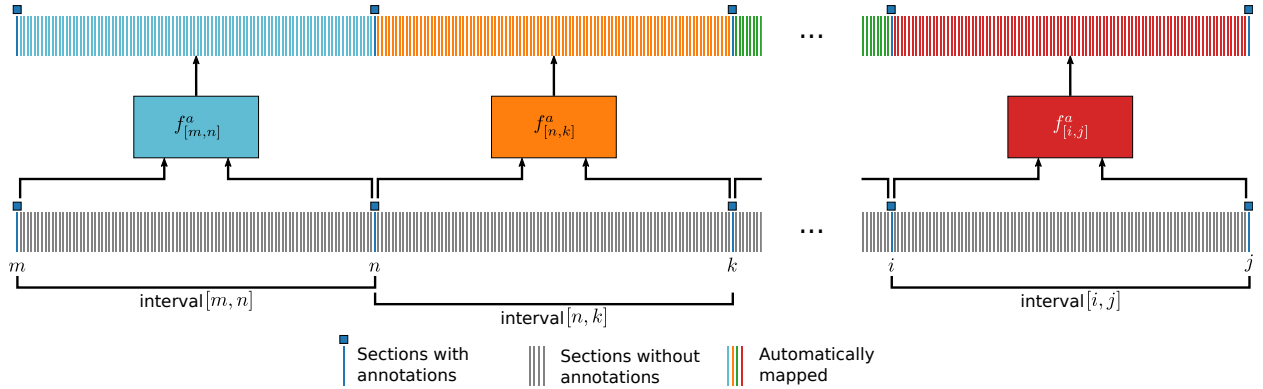 ...
f^a_{[m,n]} f^a_{[n,k]} f^a_{[i,j]}
...
m n k i j
interval[m, n] interval[n, k] interval[i, j]
Sections with
annotations
Sections without
annotations
Automatically
mapped